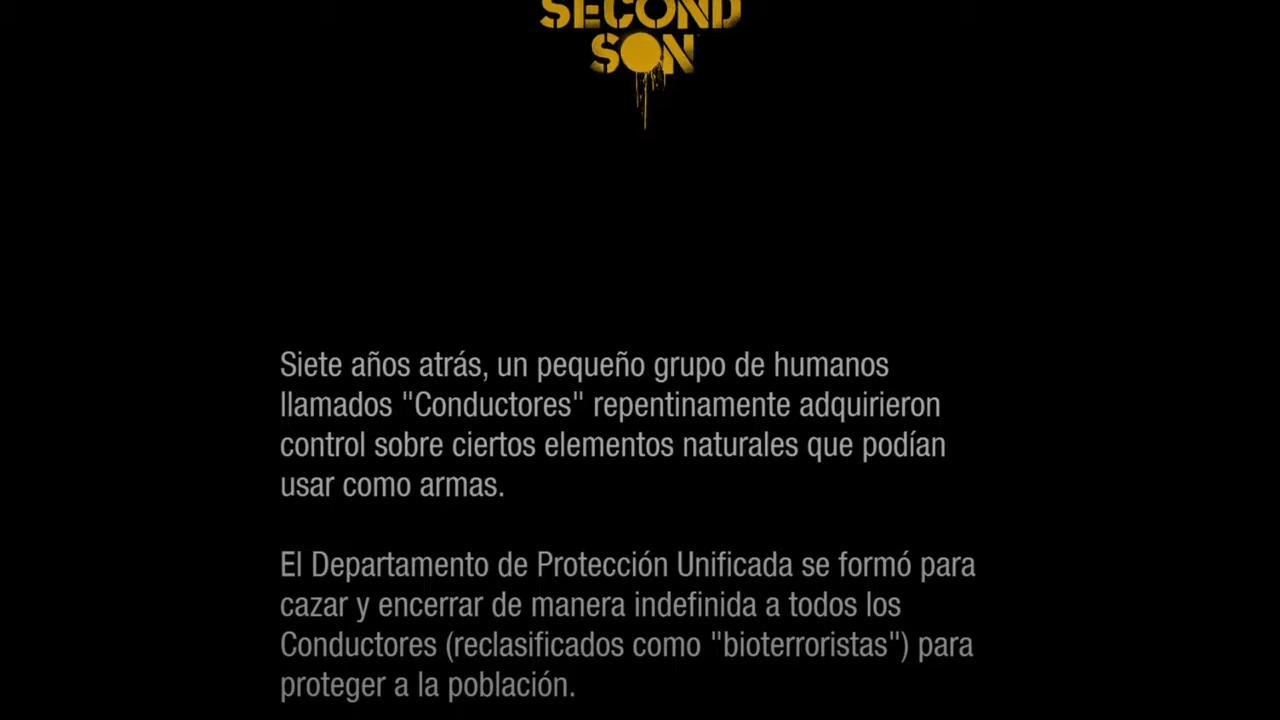 SECOND
SON
Siete años atrás, un pequeño grupo de humanos
llamados "Conductores" repentinamente adquirieron
control sobre ciertos elementos naturales que podían
usar como armas.
El Departamento de Protección Unificada se formó para
cazar y encerrar de manera indefinida a todos los
Conductores (reclasificados como "bioterroristas") para
proteger a la población.